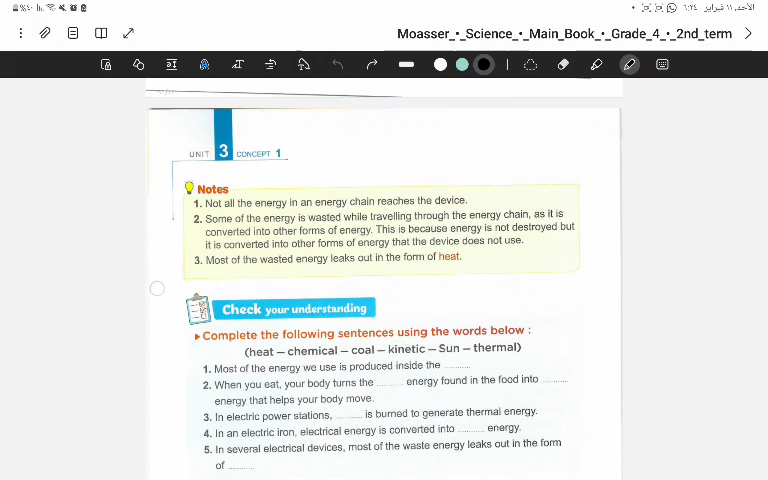 الأحد، ١١ فبراير ٦:٢٤
Moasser_•_Science_•_Main_Book_•_Grade_4_•_2nd_term
UNIT 3 CONCEPT 1
Notes
1. Not all the energy in an energy chain reaches the device.
2. Some of the energy is wasted while travelling through the energy chain, as it is
converted into other forms of energy. This is because energy is not destroyed but
it is converted into other forms of energy that the device does not use.
3. Most of the wasted energy leaks out in the form of heat.
Check your understanding
Complete the following sentences using the words below :
(heat – chemical – coal – kinetic – Sun – thermal)
1. Most of the energy we use is produced inside the ..........
2. When you eat, your body turns the .......... energy found in the food into ..........
energy that helps your body move.
3. In electric power stations, .......... is burned to generate thermal energy.
4. In an electric iron, electrical energy is converted into .......... energy.
5. In several electrical devices, most of the waste energy leaks out in the form
of ..........